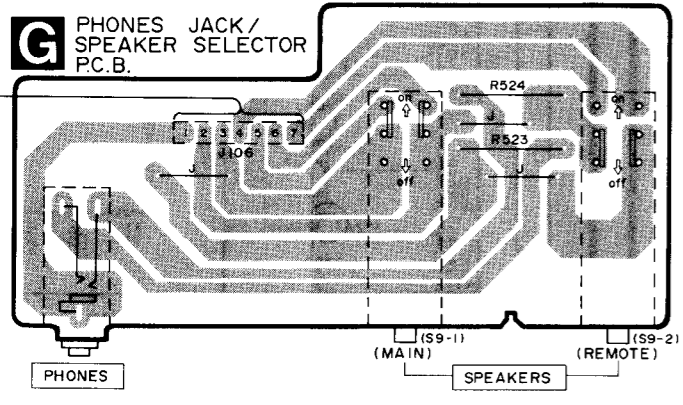 G PHONES JACK/
SPEAKER SELECTOR
P.C.B.
1 2 3 4 5 6 7
J106
J
on
off
R524
J
R523
J
on
off
(S9-1)
(MAIN)
(S9-2)
(REMOTE)
PHONES
SPEAKERS